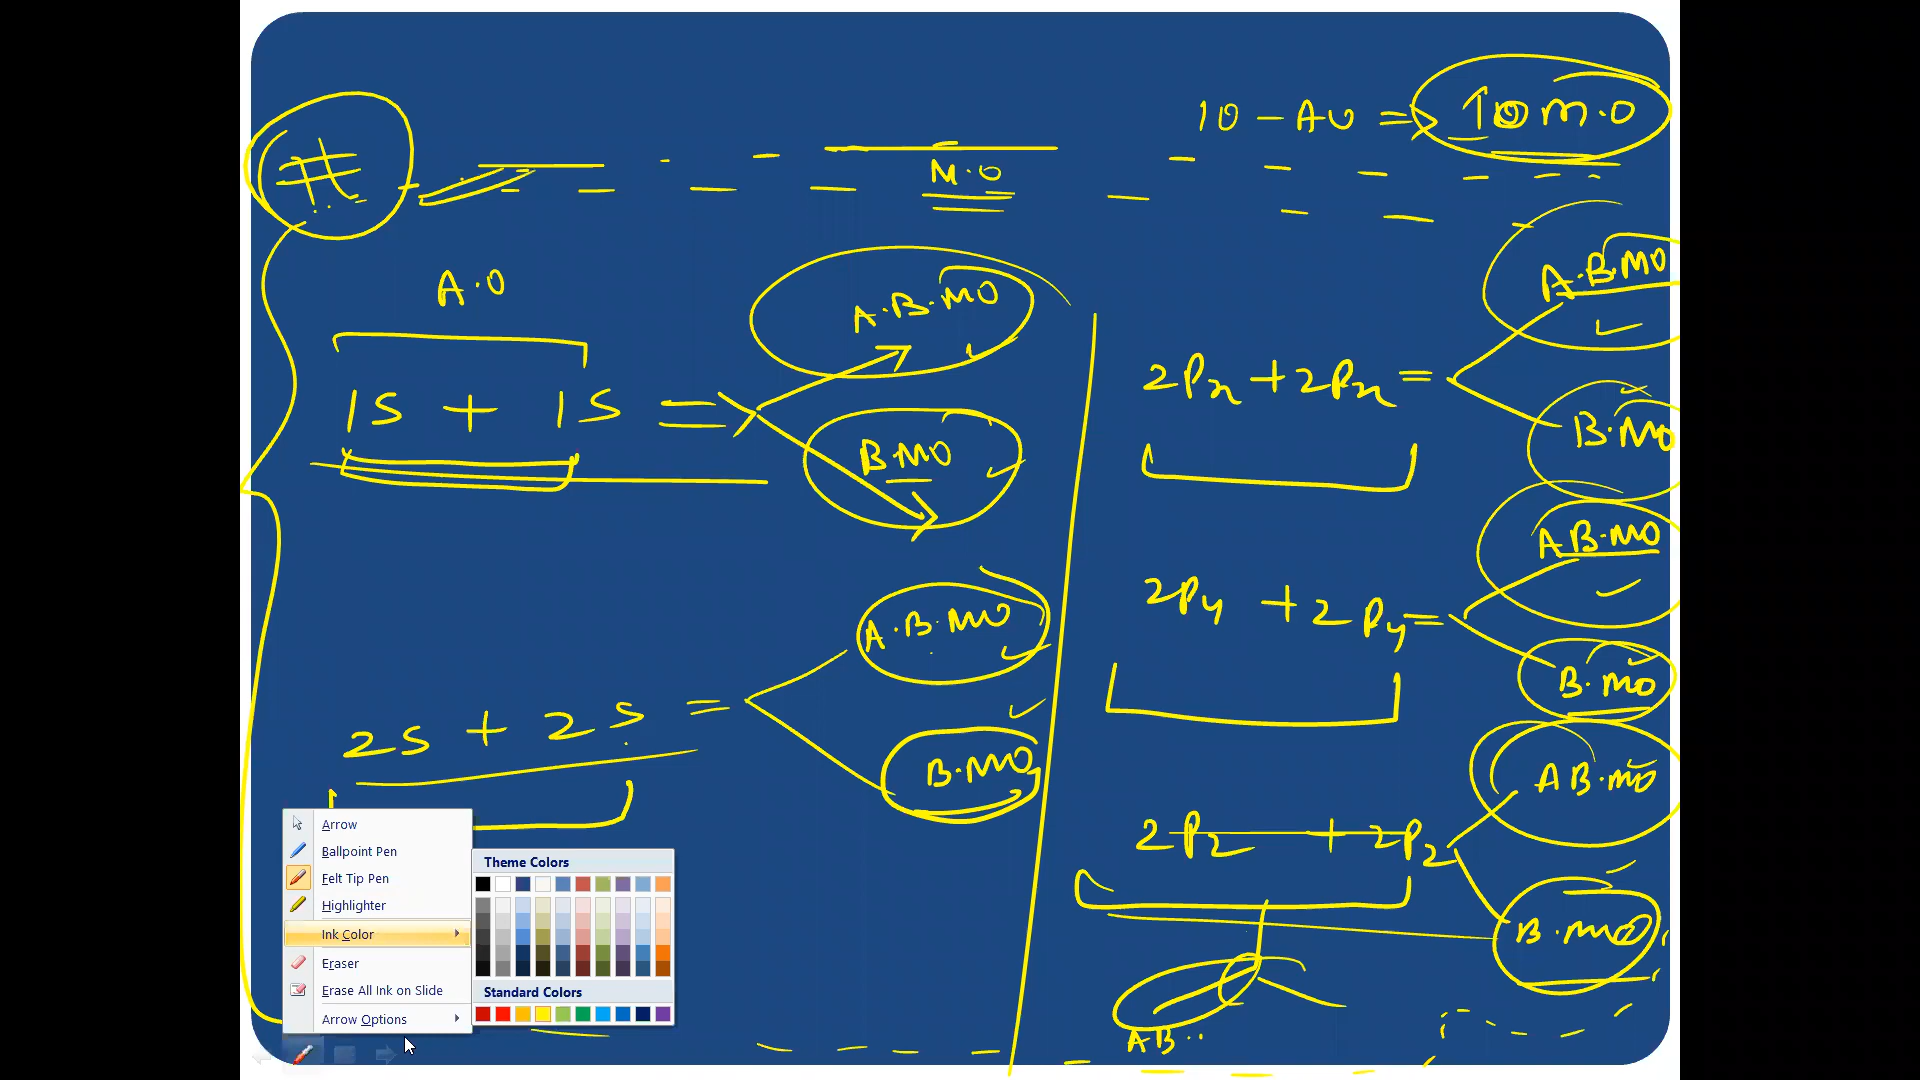 10 - AO => 10 M.O
#
M.O
A.O
1s + 1s =>
A.B.MO
B.MO
2s + 2s =
A.B.MO
B.MO
2Px + 2Px =
A.B.MO
B.MO
2Py + 2Py =
AB.MO
B.MO
2Pz + 2Pz
AB.MO
B.MO
AB..
Arrow
Ballpoint Pen
Felt Tip Pen
Highlighter
Ink Color
Eraser
Erase All Ink on Slide
Arrow Options
Theme Colors
Standard Colors